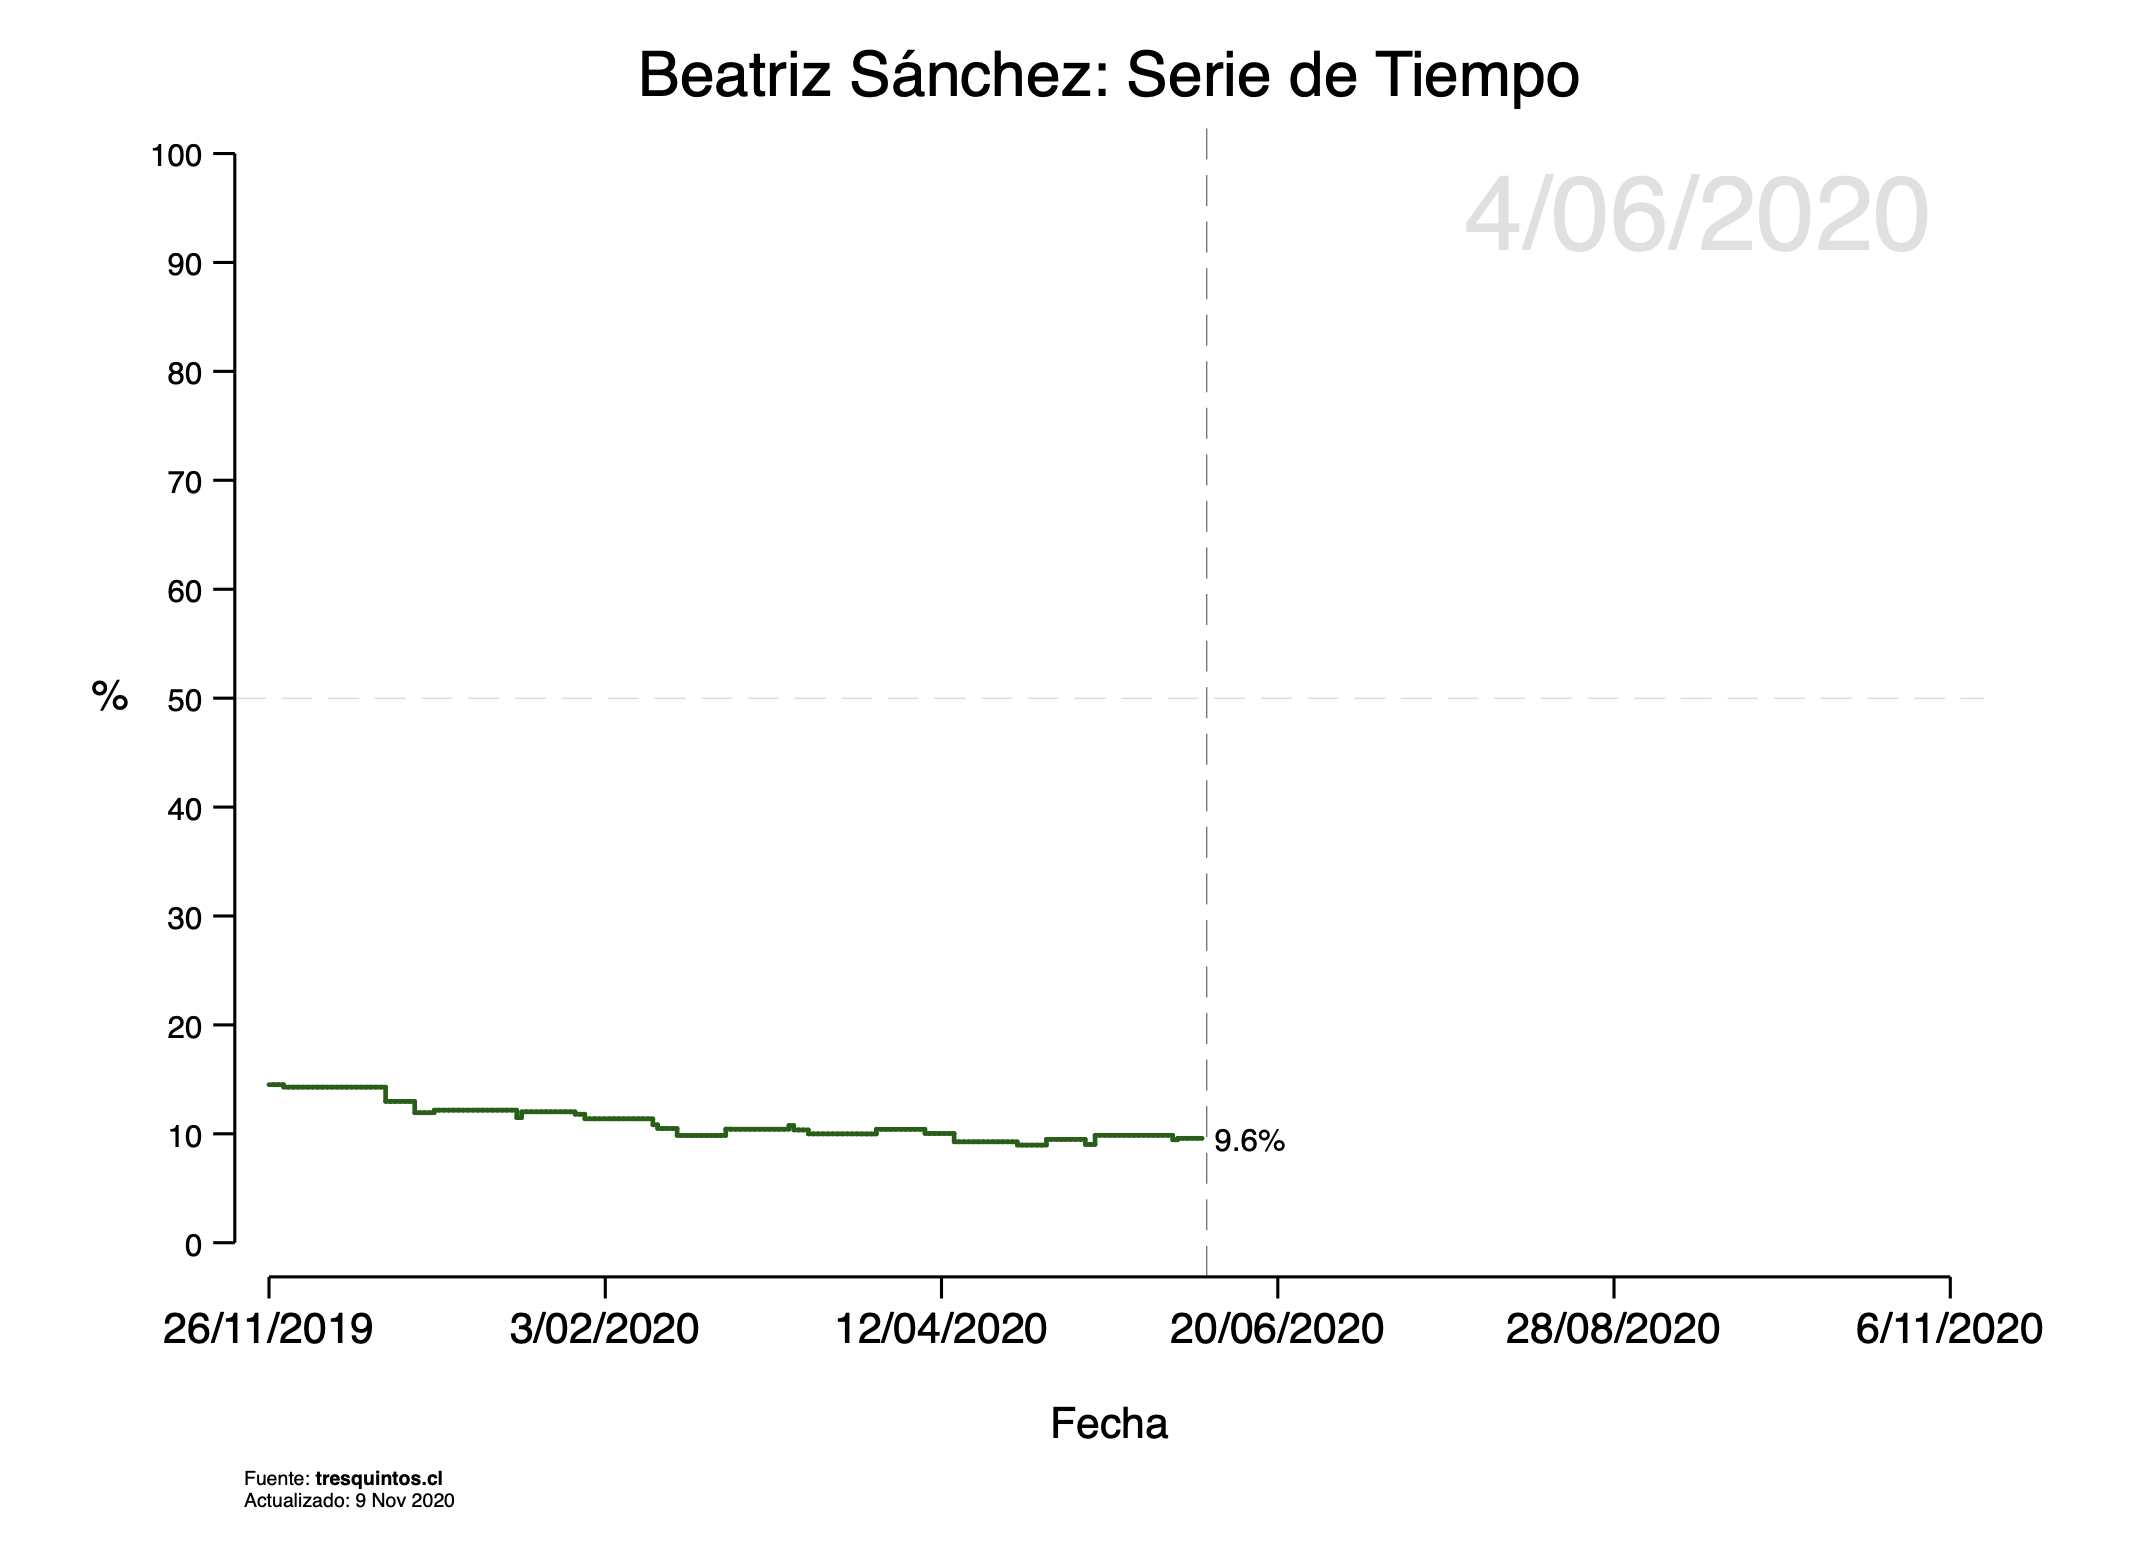 Beatriz Sánchez: Serie de Tiempo
4/06/2020
100
90
80
70
60
50
40
30
20
10
0
%
9.6%
26/11/2019 3/02/2020 12/04/2020 20/06/2020 28/08/2020 6/11/2020
Fecha
Fuente: tresquintos.cl
Actualizado: 9 Nov 2020